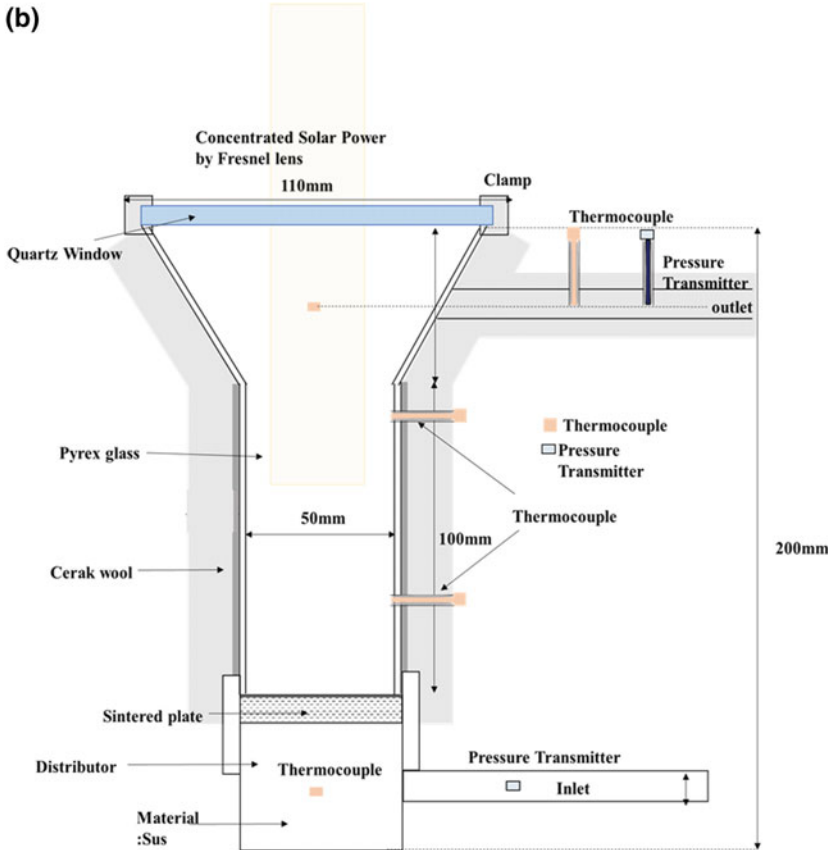 (b)
Concentrated Solar Power
by Fresnel lens
110mm
Clamp
Thermocouple
Quartz Window
Pressure
Transmitter
outlet
Thermocouple
Pressure
Transmitter
Pyrex glass
Thermocouple
50mm
100mm
200mm
Cerak wool
Sintered plate
Pressure Transmitter
Distributor
Thermocouple
Inlet
Material
:Sus